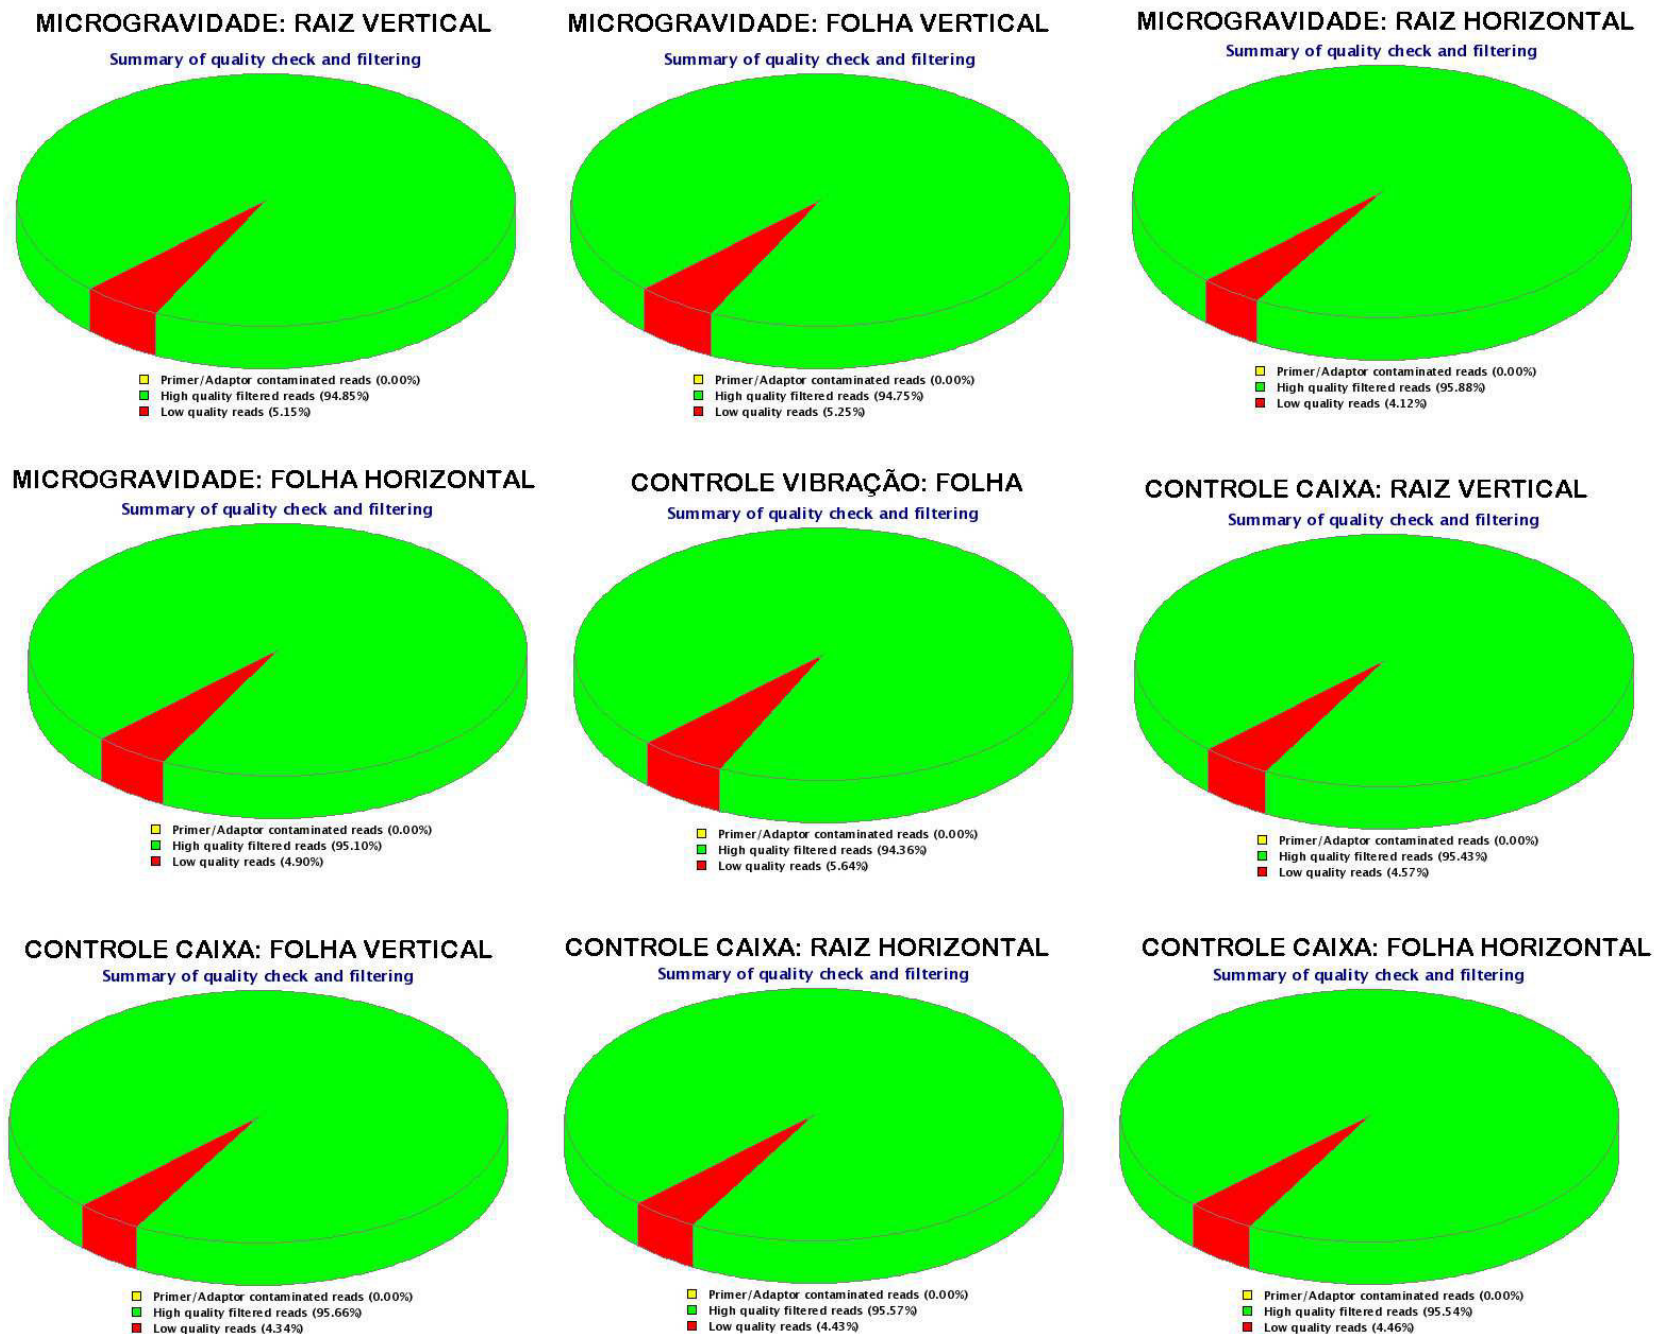 MICROGRAVIDADE: RAIZ VERTICAL
Summary of quality check and filtering
Primer/Adaptor contaminated reads (0.00%)
High quality filtered reads (94.85%)
Low quality reads (5.15%)
MICROGRAVIDADE: FOLHA VERTICAL
Summary of quality check and filtering
Primer/Adaptor contaminated reads (0.00%)
High quality filtered reads (94.75%)
Low quality reads (5.25%)
MICROGRAVIDADE: RAIZ HORIZONTAL
Summary of quality check and filtering
Primer/Adaptor contaminated reads (0.00%)
High quality filtered reads (95.88%)
Low quality reads (4.12%)
MICROGRAVIDADE: FOLHA HORIZONTAL
Summary of quality check and filtering
Primer/Adaptor contaminated reads (0.00%)
High quality filtered reads (95.10%)
Low quality reads (4.90%)
CONTROLE VIBRAÇÃO: FOLHA
Summary of quality check and filtering
Primer/Adaptor contaminated reads (0.00%)
High quality filtered reads (94.36%)
Low quality reads (5.64%)
CONTROLE CAIXA: RAIZ VERTICAL
Summary of quality check and filtering
Primer/Adaptor contaminated reads (0.00%)
High quality filtered reads (95.43%)
Low quality reads (4.57%)
CONTROLE CAIXA: FOLHA VERTICAL
Summary of quality check and filtering
Primer/Adaptor contaminated reads (0.00%)
High quality filtered reads (95.66%)
Low quality reads (4.34%)
CONTROLE CAIXA: RAIZ HORIZONTAL
Summary of quality check and filtering
Primer/Adaptor contaminated reads (0.00%)
High quality filtered reads (95.57%)
Low quality reads (4.43%)
CONTROLE CAIXA: FOLHA HORIZONTAL
Summary of quality check and filtering
Primer/Adaptor contaminated reads (0.00%)
High quality filtered reads (95.54%)
Low quality reads (4.46%)